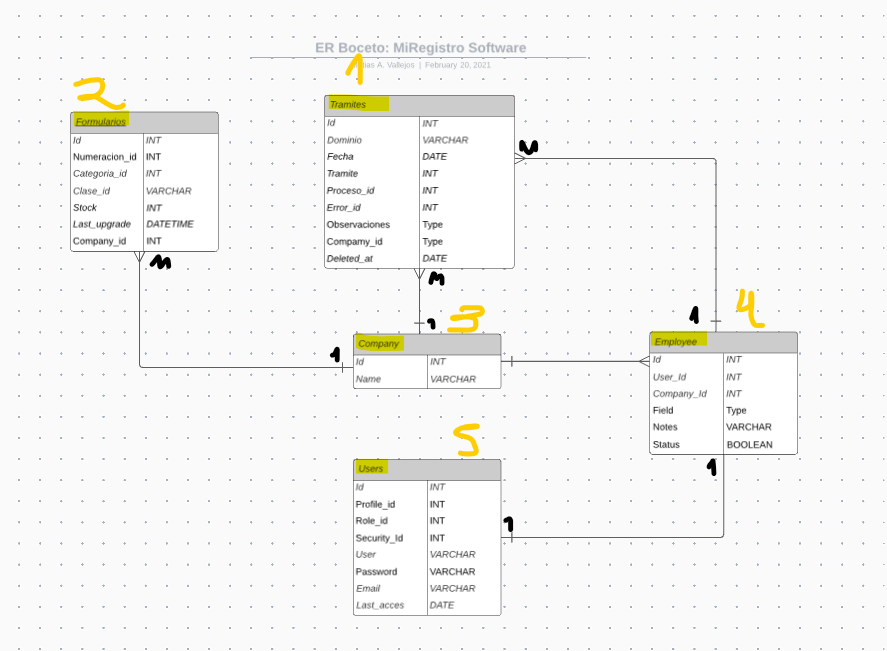 ER Boceto: MiRegistro Software
ias A. Vallejos | February 20, 2021
1
2
Tramites
Id INT
Dominio VARCHAR
Fecha DATE
Tramite INT
Proceso_id INT
Error_id INT
Observaciones Type
Compamy_id Type
Deleted_at DATE
Formularios
Id INT
Numeracion_id INT
Categoria_id INT
Clase_id VARCHAR
Stock INT
Last_upgrade DATETIME
Company_id INT
M
m
m
1
3
1
1
4
Company
Id INT
Name VARCHAR
Employee
Id INT
User_Id INT
Company_Id INT
Field Type
Notes VARCHAR
Status BOOLEAN
5
1
1
Users
Id INT
Profile_id INT
Role_id INT
Security_Id INT
User VARCHAR
Password VARCHAR
Email VARCHAR
Last_acces DATE